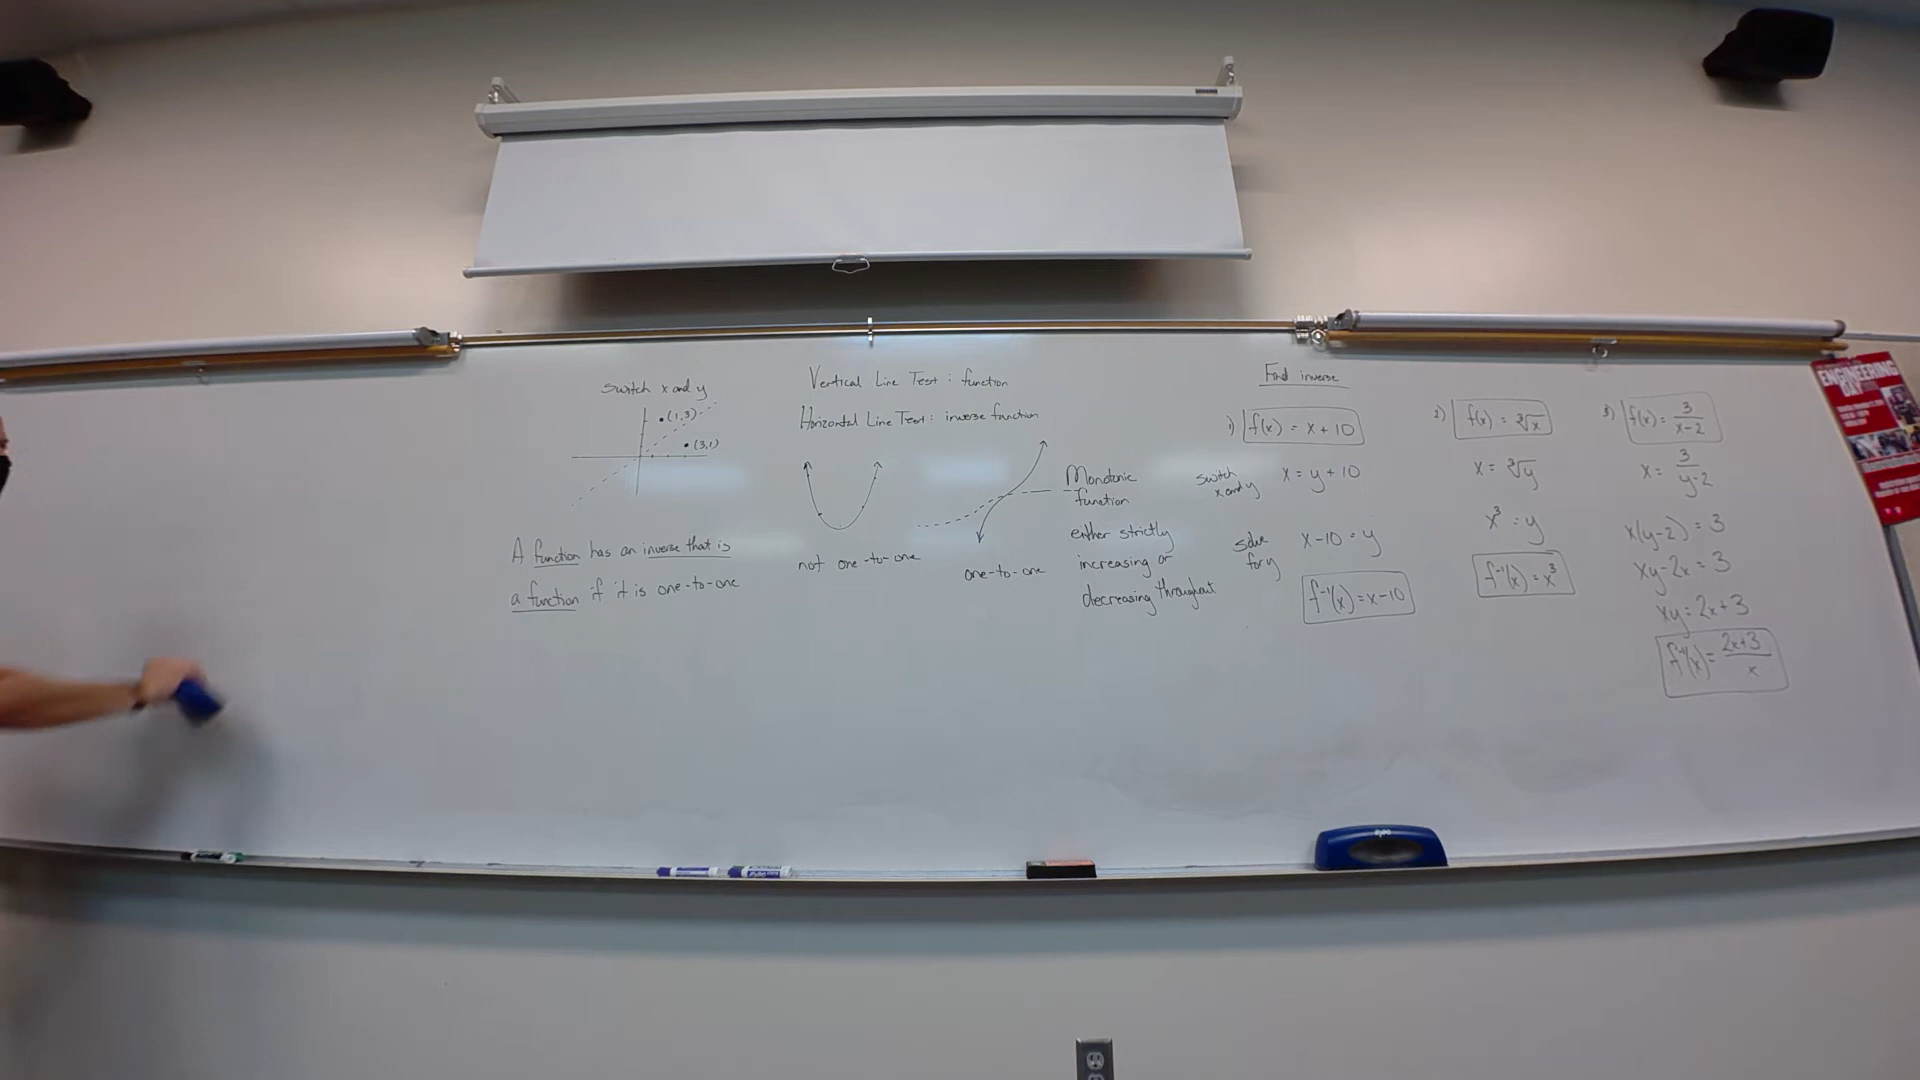 switch x and y
(1,3)
(3,1)
A function has an inverse that is
a function if it is one-to-one
Vertical Line Test: function
Horizontal Line Test: inverse function
not one-to-one
one-to-one
Monotonic
function
either strictly
increasing or
decreasing throughout
Find inverse
1) f(x) = x + 10
switch
x and y
x = y + 10
solve
for y
x-10 = y
f⁻¹(x) = x-10
2) f(x) = ∛x
x = ∛y
x³ = y
f⁻¹(x) = x³
3) f(x) = 3/(x-2)
x = 3/(y-2)
x(y-2) = 3
xy-2x = 3
xy = 2x+3
f⁻¹(x) = (2x+3)/x
ENGINEERING
DAY
EXPO